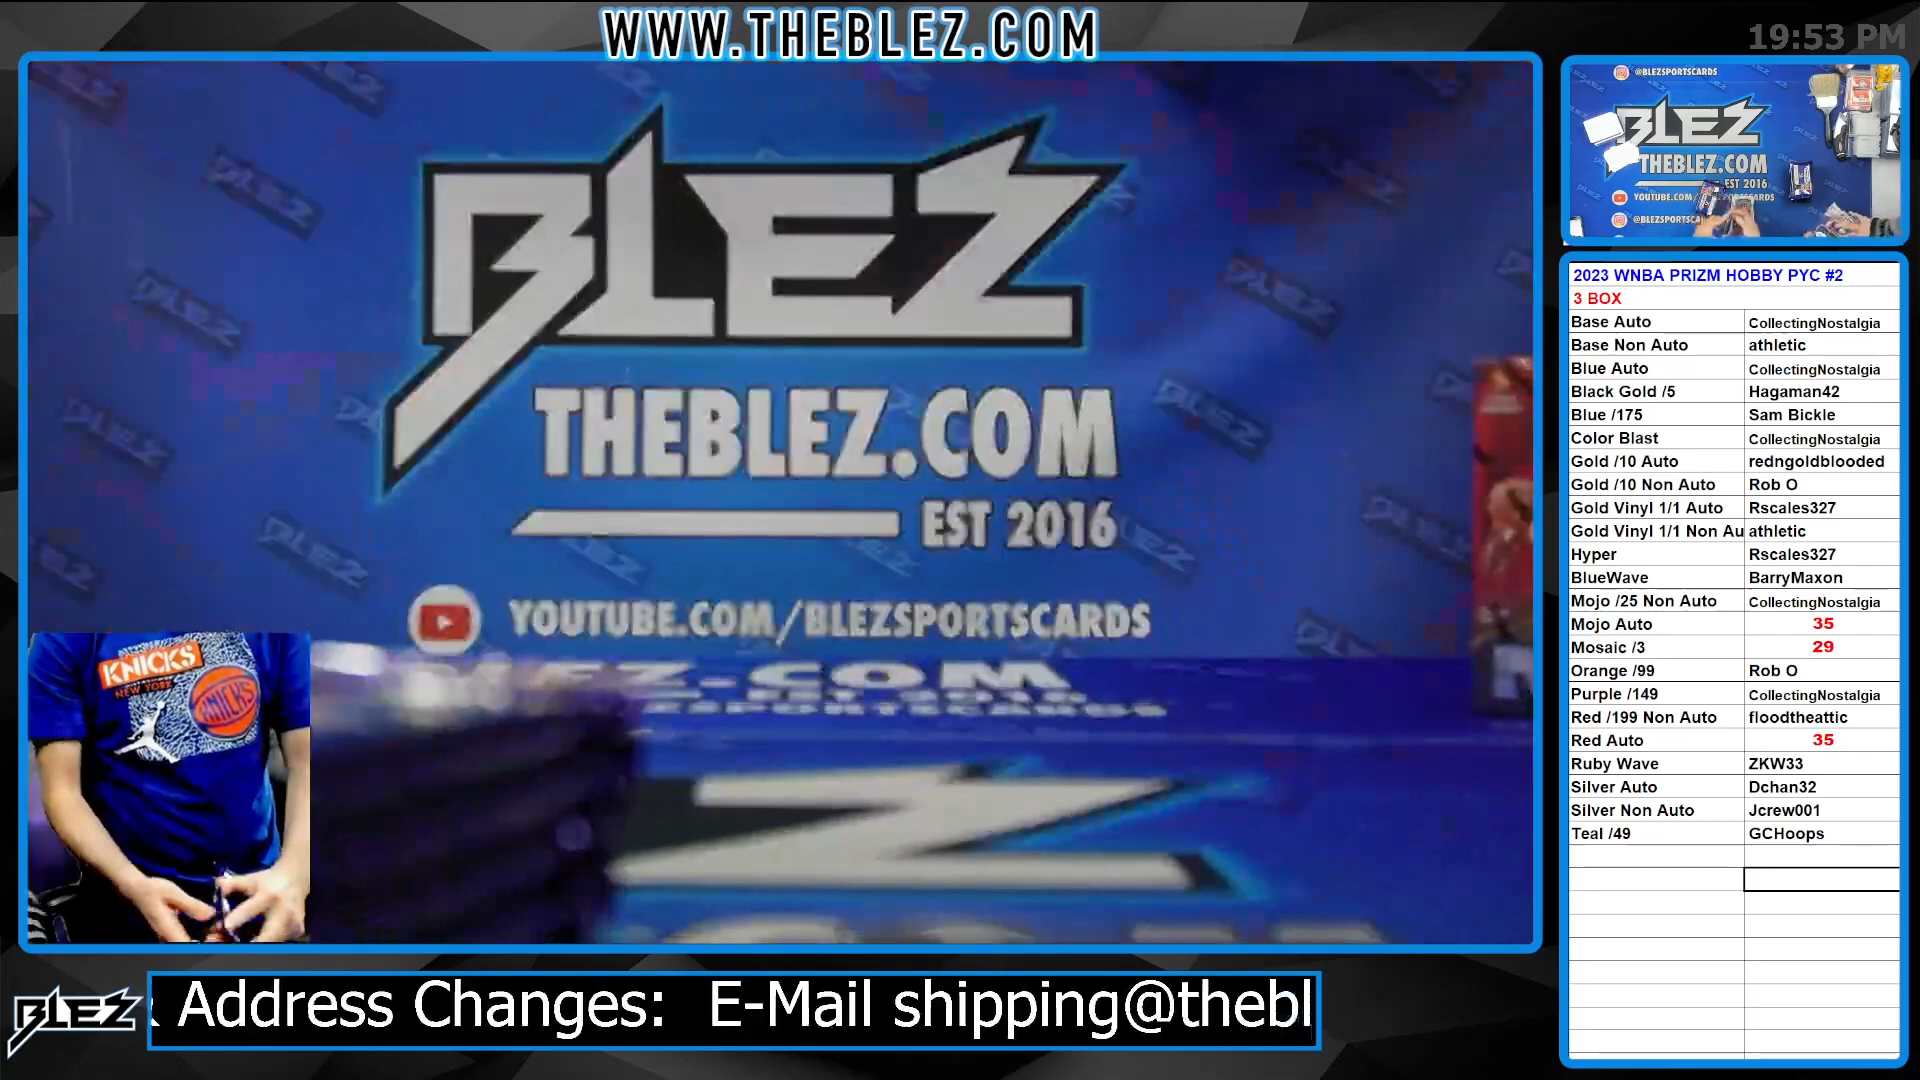 WWW.THEBLEZ.COM
19:53 PM
BLEZ
THEBLEZ.COM
EST 2016
YOUTUBE.COM/BLEZSPORTSCARDS
KNICKS
NEW YORK
KNICKS
@BLEZSPORTSCARDS
BLEZ
THEBLEZ.COM
EST 2016
YOUTUBE.COM/
2023 WNBA PRIZM HOBBY PYC #2
3 BOX
Base Auto CollectingNostalgia
Base Non Auto athletic
Blue Auto CollectingNostalgia
Black Gold /5 Hagaman42
Blue /175 Sam Bickle
Color Blast CollectingNostalgia
Gold /10 Auto redngoldblooded
Gold /10 Non Auto Rob O
Gold Vinyl 1/1 Auto Rscales327
Gold Vinyl 1/1 Non Au athletic
Hyper Rscales327
BlueWave BarryMaxon
Mojo /25 Non Auto CollectingNostalgia
Mojo Auto 35
Mosaic /3 29
Orange /99 Rob O
Purple /149 CollectingNostalgia
Red /199 Non Auto floodtheattic
Red Auto 35
Ruby Wave ZKW33
Silver Auto Dchan32
Silver Non Auto Jcrew001
Teal /49 GCHoops
BLEZ
Address Changes: E-Mail shipping@thebl